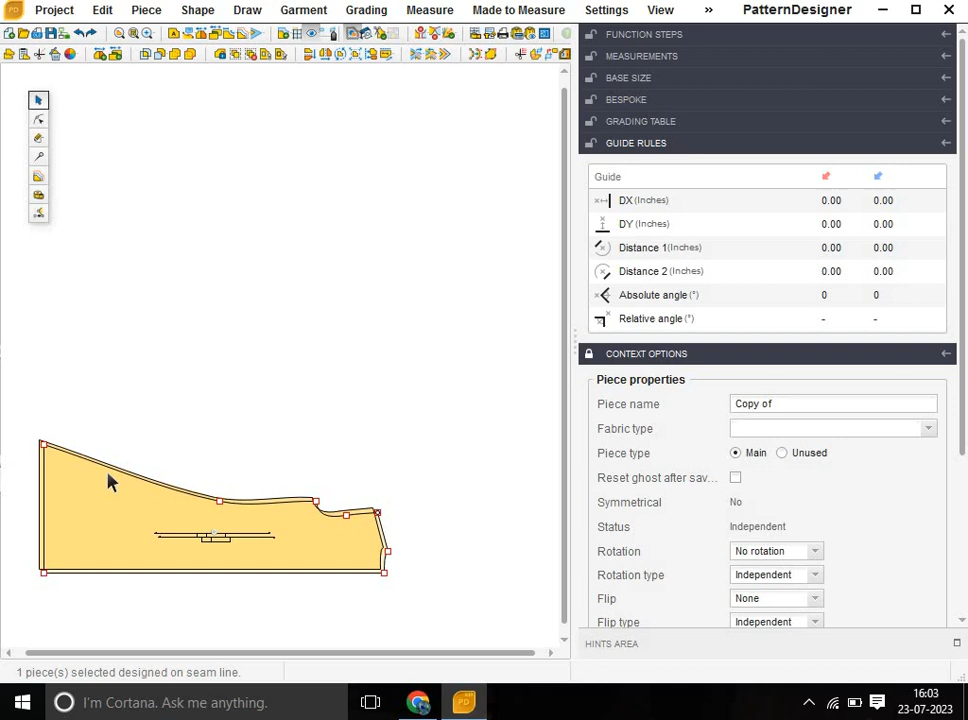 Project Edit Piece Shape Draw Garment Grading Measure Made to Measure Settings View » PatternDesigner
FUNCTION STEPS
MEASUREMENTS
BASE SIZE
BESPOKE
GRADING TABLE
GUIDE RULES
Guide
DX (Inches) 0.00 0.00
DY (Inches) 0.00 0.00
Distance 1(Inches) 0.00 0.00
Distance 2 (Inches) 0.00 0.00
Absolute angle (°) 0 0
Relative angle (°) - -
CONTEXT OPTIONS
Piece properties
Piece name Copy of
Fabric type
Piece type Main Unused
Reset ghost after sav...
Symmetrical No
Status Independent
Rotation No rotation
Rotation type Independent
Flip None
Flip type Independent
HINTS AREA
1 piece(s) selected designed on seam line.
I'm Cortana. Ask me anything.
PD
16:03
23-07-2023